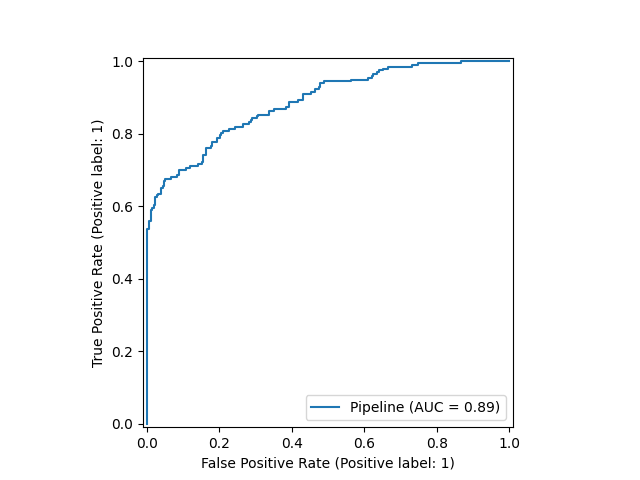 1.0
0.8
0.6
0.4
0.2
0.0
True Positive Rate (Positive label: 1)
Pipeline (AUC = 0.89)
0.0 0.2 0.4 0.6 0.8 1.0
False Positive Rate (Positive label: 1)